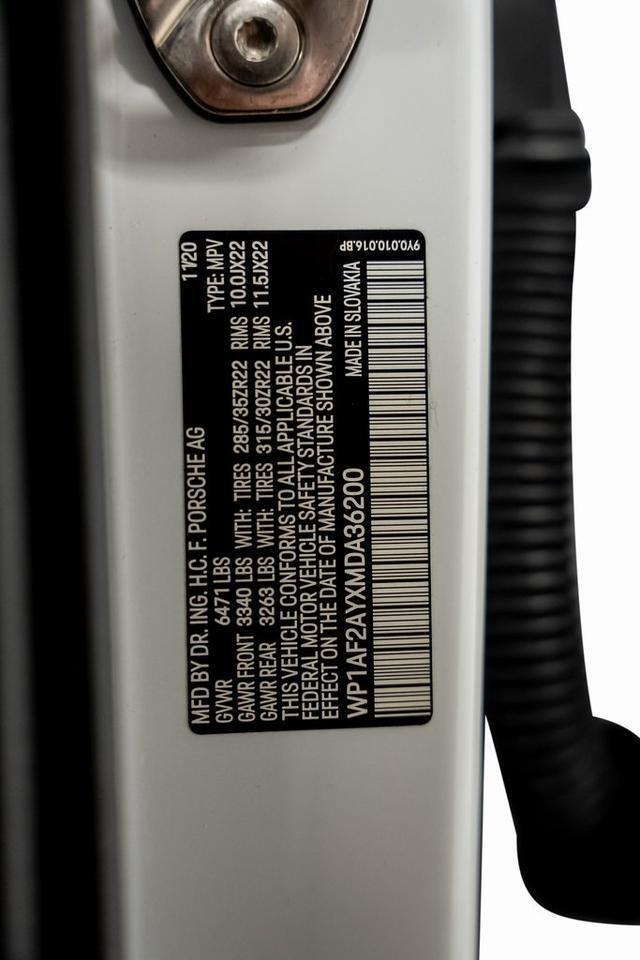 MFD BY DR. ING. H.C. F. PORSCHE AG 11/20
GVWR 6471 LBS TYPE: MPV
GAWR FRONT 3340 LBS WITH: TIRES 285/35ZR22 RIMS 10.0JX22
GAWR REAR 3263 LBS WITH: TIRES 315/30ZR22 RIMS 11.5JX22
THIS VEHICLE CONFORMS TO ALL APPLICABLE U.S.
FEDERAL MOTOR VEHICLE SAFETY STANDARDS IN
EFFECT ON THE DATE OF MANUFACTURE SHOWN ABOVE
WP1AF2AYXMDA36200 MADE IN SLOVAKIA
9Y0.010.016.BP